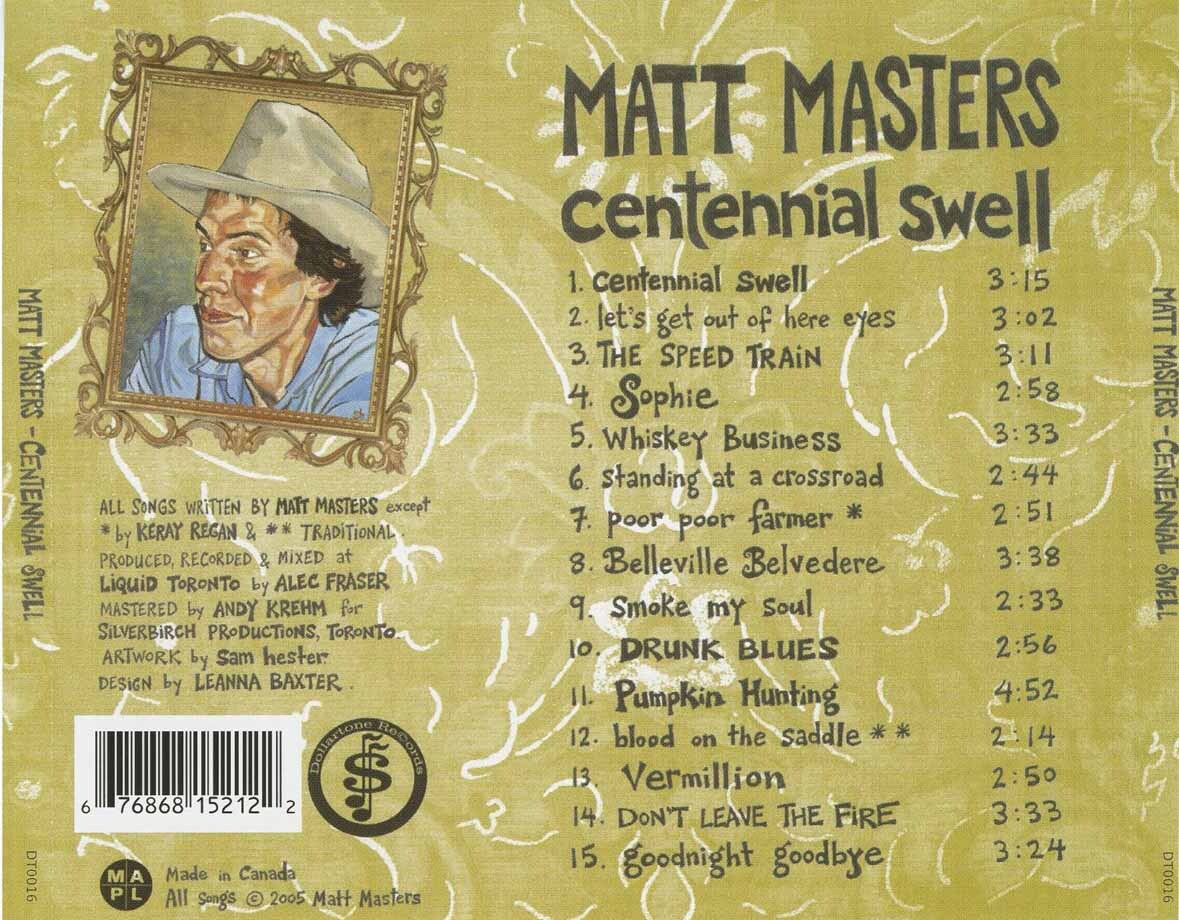 MATT MASTERS
centennial swell
1. centennial swell 3:15
2. let's get out of here eyes 3:02
3. THE SPEED TRAIN 3:11
4. Sophie 2:58
5. Whiskey Business 3:33
6. standing at a crossroad 2:44
7. poor poor farmer * 2:51
8. Belleville Belvedere 3:38
9. smoke my soul 2:33
10. DRUNK BLUES 2:56
11. Pumpkin Hunting 4:52
12. blood on the saddle ** 2:14
13 Vermillion 2:50
14. DON'T LEAVE THE FIRE 3:33
15. goodnight goodbye 3:24
ALL SONGS WRITTEN BY MATT MASTERS except
* by KERAY REGAN & ** TRADITIONAL.
PRODUCED, RECORDED & MIXED at
LIQUID TORONTO by ALEC FRASER
MASTERED by ANDY KREHM for
SILVERBIRCH PRODUCTIONS, TORONTO.
ARTWORK by Sam hester.
DESIGN by LEANNA BAXTER.
6 76868 15212 2
Dollartone Records
MAPL
Made in Canada
All Songs © 2005 Matt Masters
MATT MASTERS - CENTENNIAL SWELL
DT0016
MATT MASTERS - CENTENNIAL SWELL
DT0016